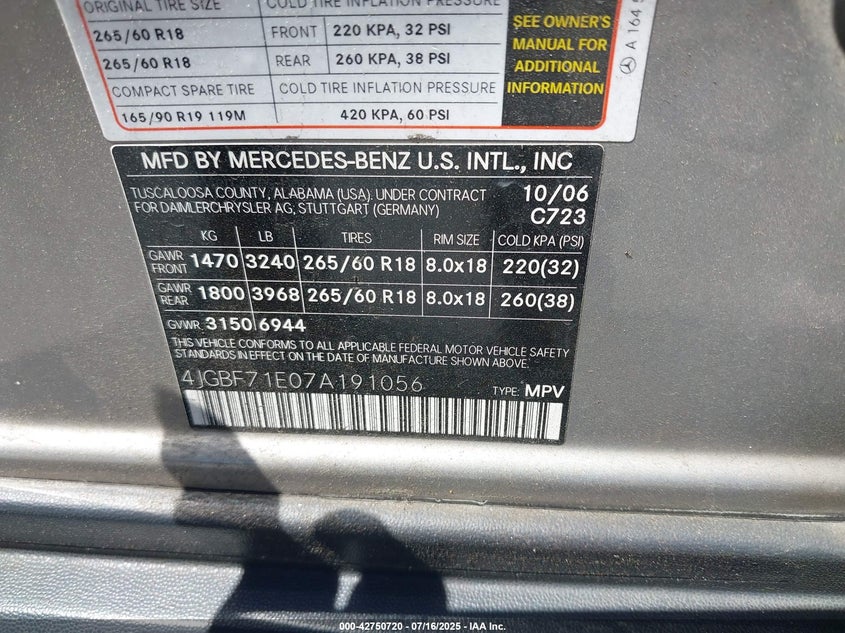 ORIGINAL TIRE SIZE COLD TIRE INFLATION PRESSURE
265/60 R18 FRONT 220 KPA, 32 PSI
265/60 R18 REAR 260 KPA, 38 PSI
COMPACT SPARE TIRE COLD TIRE INFLATION PRESSURE
165/90 R19 119M 420 KPA, 60 PSI
SEE OWNER'S
MANUAL FOR
ADDITIONAL
INFORMATION
A 164 5
MFD BY MERCEDES-BENZ U.S. INTL., INC
TUSCALOOSA COUNTY, ALABAMA (USA). UNDER CONTRACT 10/06
FOR DAIMLERCHRYSLER AG, STUTTGART (GERMANY) C723
KG LB TIRES RIM SIZE COLD KPA (PSI)
GAWR FRONT 1470 3240 265/60 R18 8.0x18 220(32)
GAWR REAR 1800 3968 265/60 R18 8.0x18 260(38)
GVWR 3150 6944
THIS VEHICLE CONFORMS TO ALL APPLICABLE FEDERAL MOTOR VEHICLE SAFETY
STANDARDS IN EFFECT ON THE DATE OF MANUFACTURE SHOWN ABOVE.
4JGBF71E07A191056 TYPE: MPV
000-42750720 - 07/16/2025 - IAA Inc.